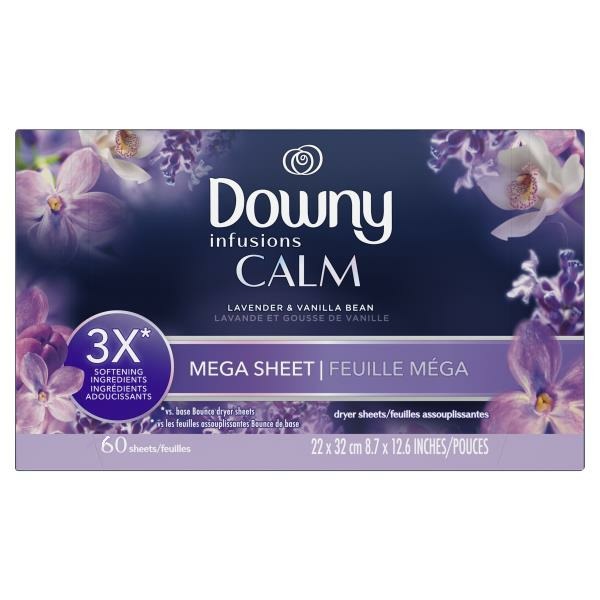 Downy
infusions
CALM
LAVENDER & VANILLA BEAN
LAVANDE ET GOUSSE DE VANILLE
3X*
SOFTENING
INGREDIENTS
INGRÉDIENTS
ADOUCISSANTS
MEGA SHEET | FEUILLE MÉGA
*vs. base Bounce dryer sheets
*vs les feuilles assouplissantes Bounce de base
dryer sheets/feuilles assouplissantes
60 sheets/feuilles
22 x 32 cm 8.7 x 12.6 INCHES/POUCES